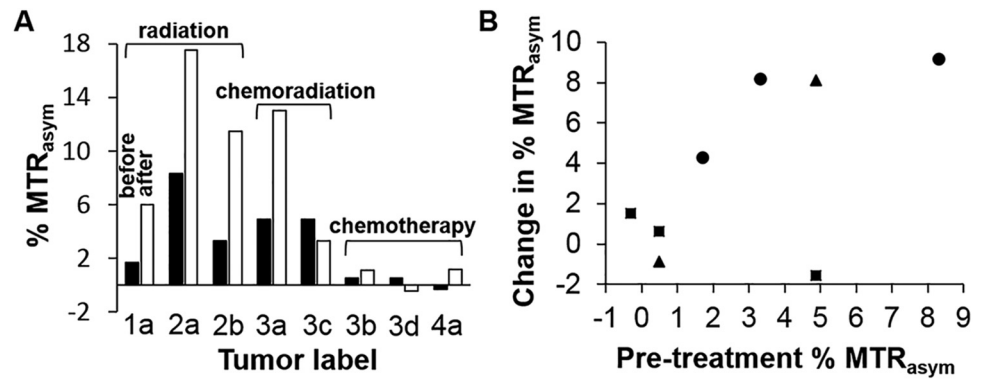 A
radiation
chemoradiation
chemotherapy
before
after
% MTRasym
18
14
10
6
2
-2
1a 2a 2b 3a 3c 3b 3d 4a
Tumor label
B
Change in % MTRasym
10
8
6
4
2
0
-2
-1 0 1 2 3 4 5 6 7 8 9
Pre-treatment % MTRasym